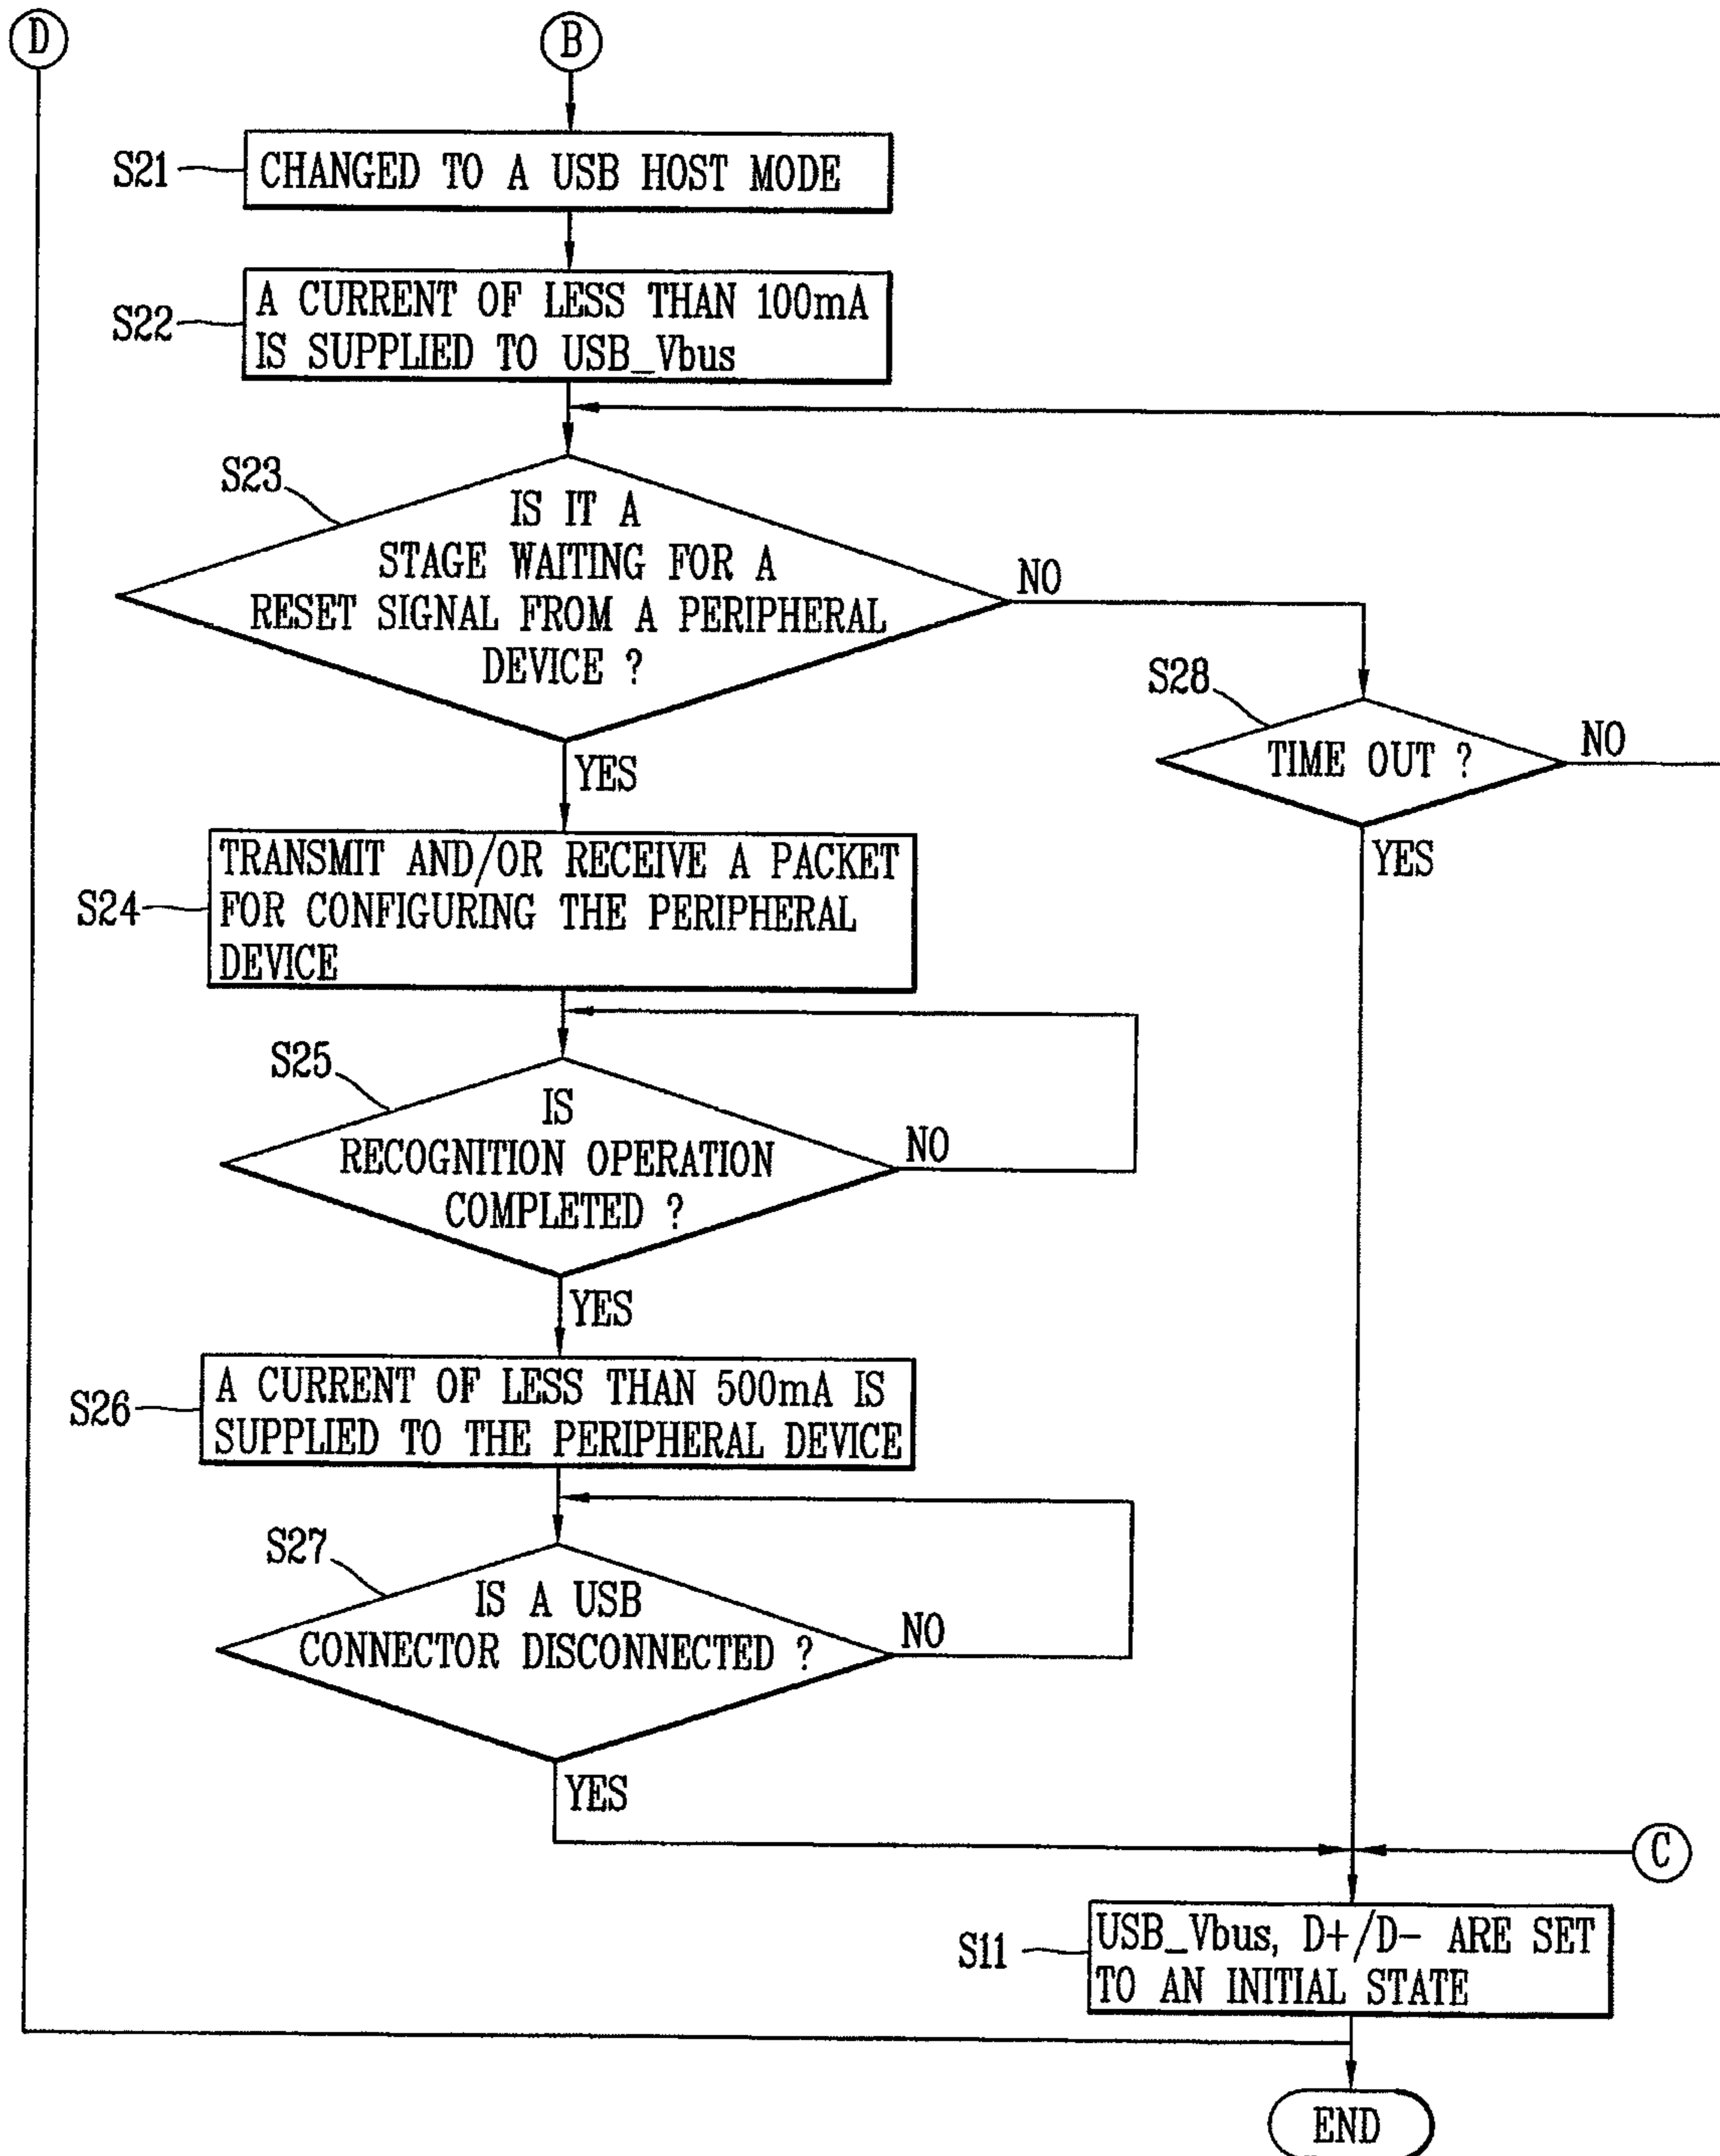 D
B
S21
CHANGED TO A USB HOST MODE
S22
A CURRENT OF LESS THAN 100mA
IS SUPPLIED TO USB_Vbus
S23
IS IT A
STAGE WAITING FOR A
RESET SIGNAL FROM A PERIPHERAL
DEVICE ?
NO
YES
S28
TIME OUT ?
NO
YES
S24
TRANSMIT AND/OR RECEIVE A PACKET
FOR CONFIGURING THE PERIPHERAL
DEVICE
S25
IS
RECOGNITION OPERATION
COMPLETED ?
NO
YES
S26
A CURRENT OF LESS THAN 500mA IS
SUPPLIED TO THE PERIPHERAL DEVICE
S27
IS A USB
CONNECTOR DISCONNECTED ?
NO
YES
C
S11
USB_Vbus, D+/D- ARE SET
TO AN INITIAL STATE
END